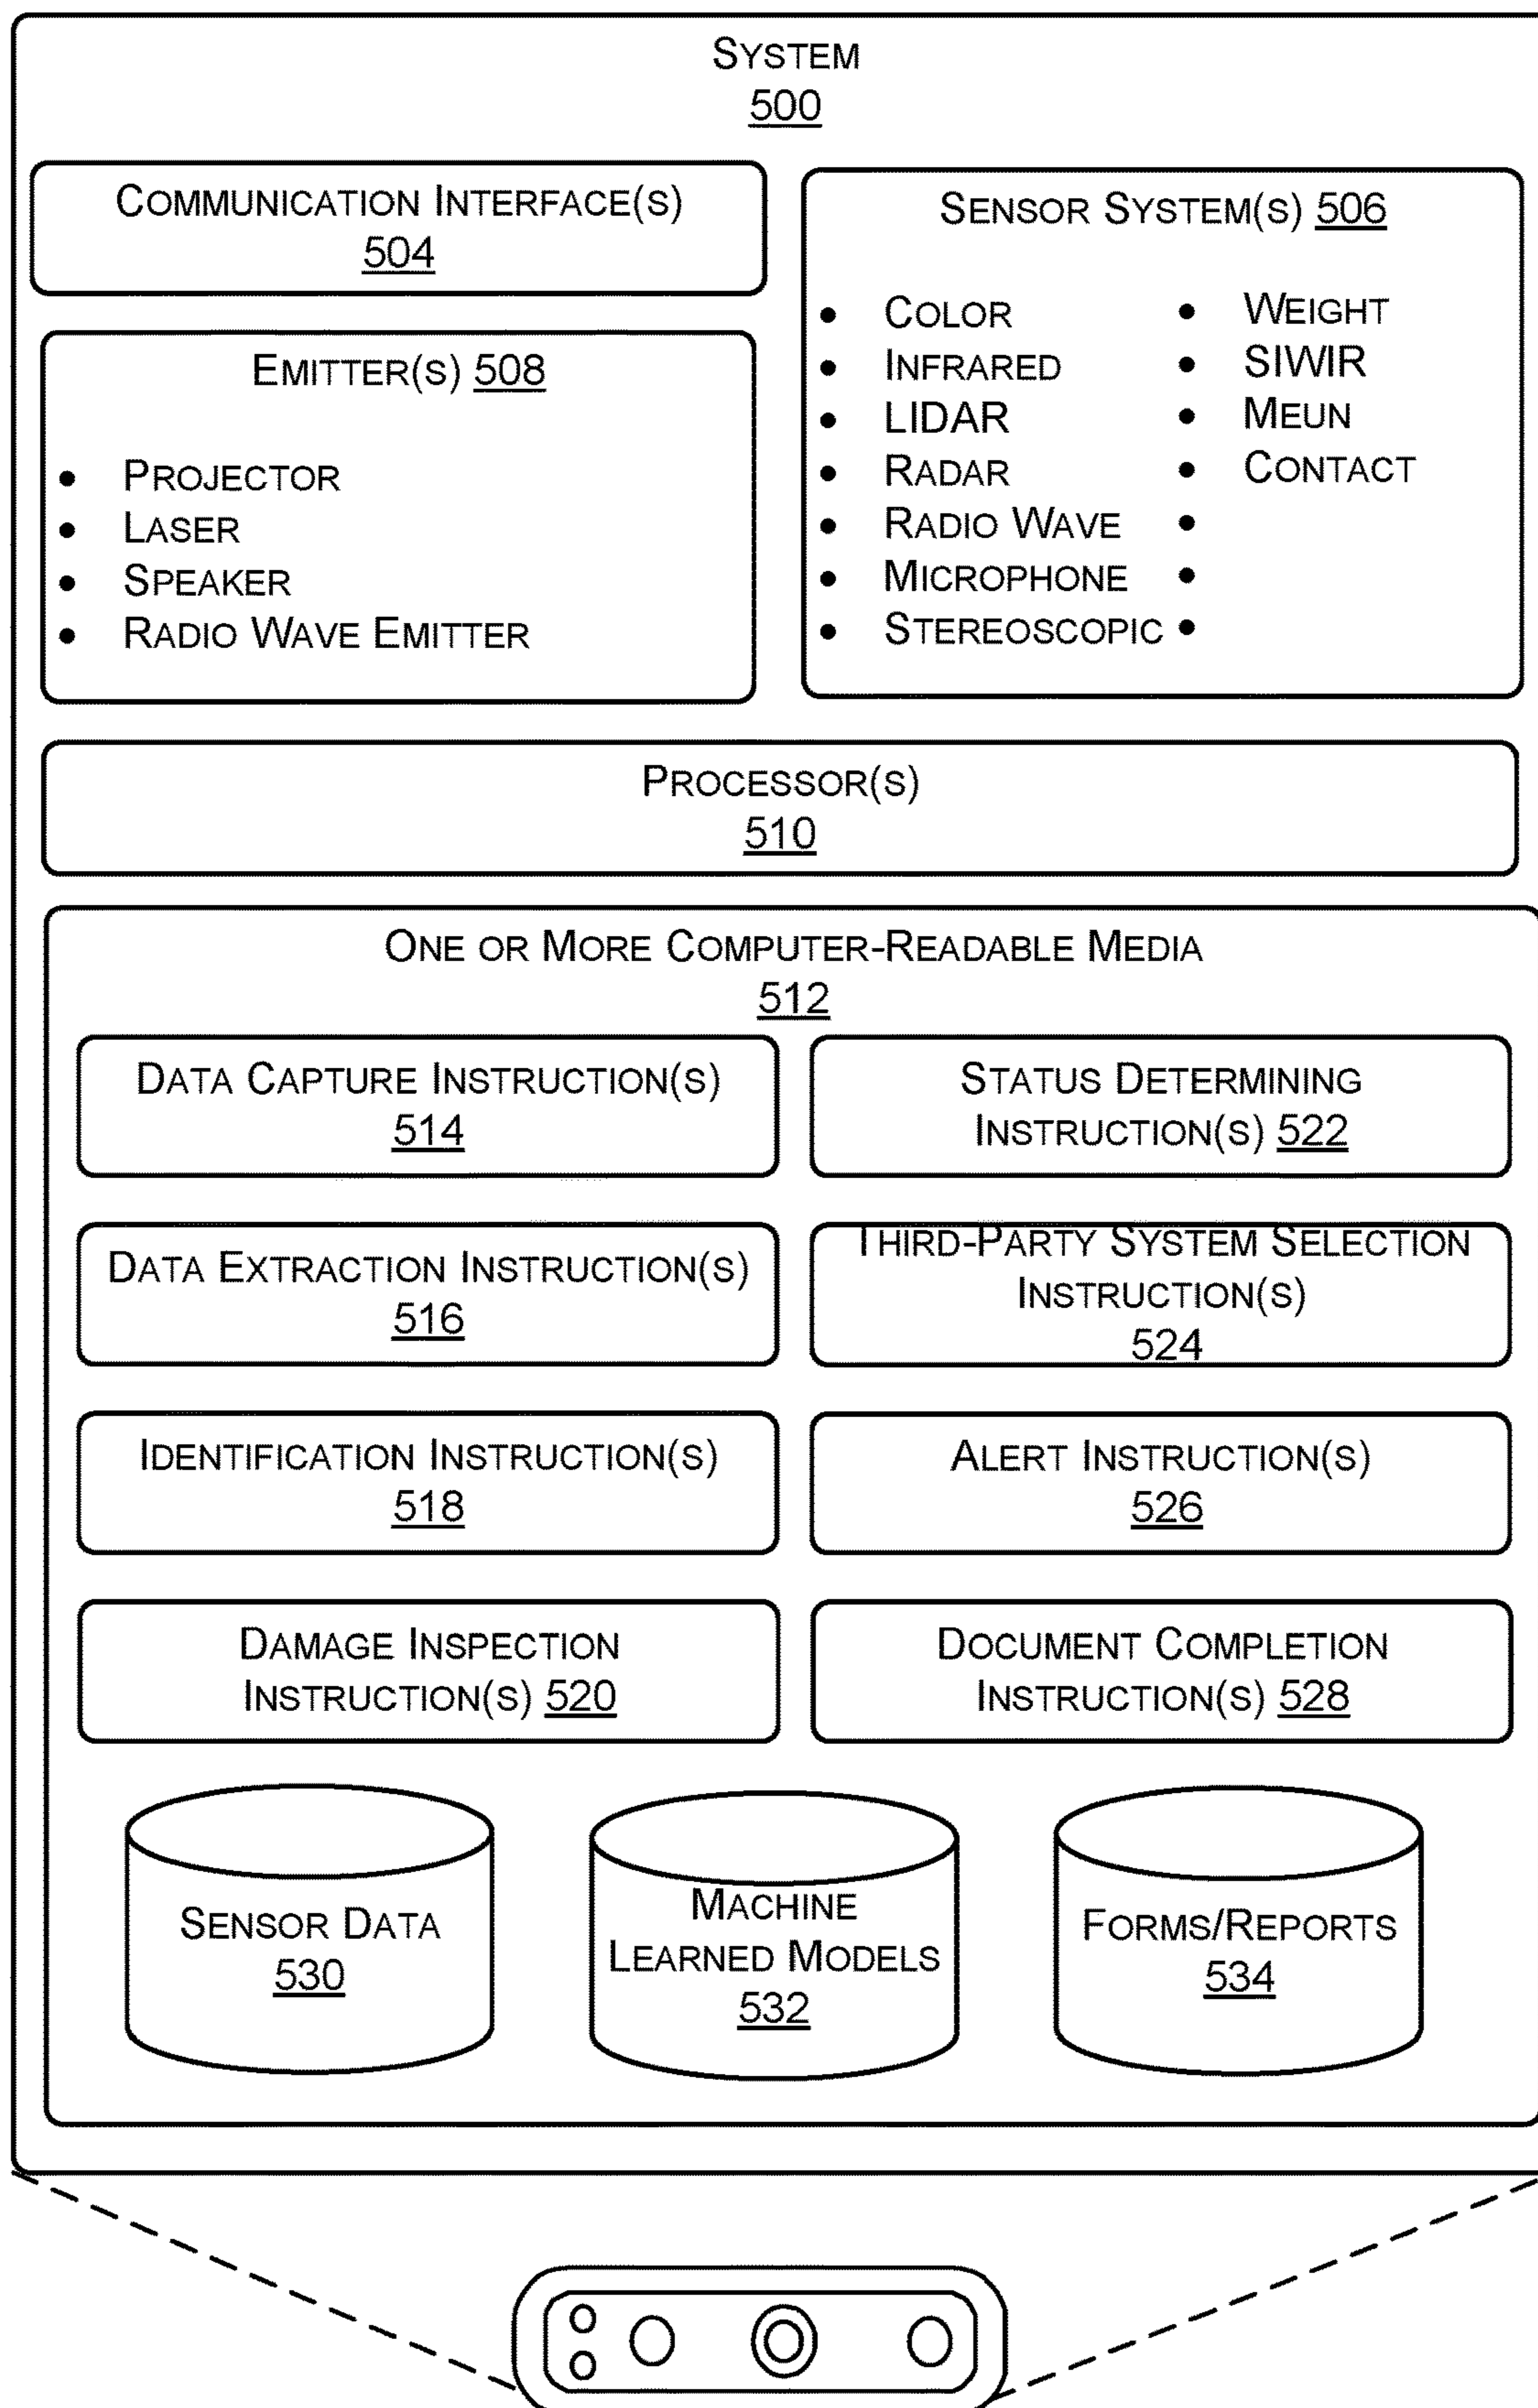 SYSTEM
500
COMMUNICATION INTERFACE(S)
504
EMITTER(S) 508
• PROJECTOR
• LASER
• SPEAKER
• RADIO WAVE EMITTER
SENSOR SYSTEM(S) 506
• COLOR
• INFRARED
• LIDAR
• RADAR
• RADIO WAVE
• MICROPHONE
• STEREOSCOPIC
• WEIGHT
• SIWIR
• MEUN
• CONTACT
•
•
•
PROCESSOR(S)
510
ONE OR MORE COMPUTER-READABLE MEDIA
512
DATA CAPTURE INSTRUCTION(S)
514
STATUS DETERMINING
INSTRUCTION(S) 522
DATA EXTRACTION INSTRUCTION(S)
516
THIRD-PARTY SYSTEM SELECTION
INSTRUCTION(S)
524
IDENTIFICATION INSTRUCTION(S)
518
ALERT INSTRUCTION(S)
526
DAMAGE INSPECTION
INSTRUCTION(S) 520
DOCUMENT COMPLETION
INSTRUCTION(S) 528
SENSOR DATA
530
MACHINE
LEARNED MODELS
532
FORMS/REPORTS
534